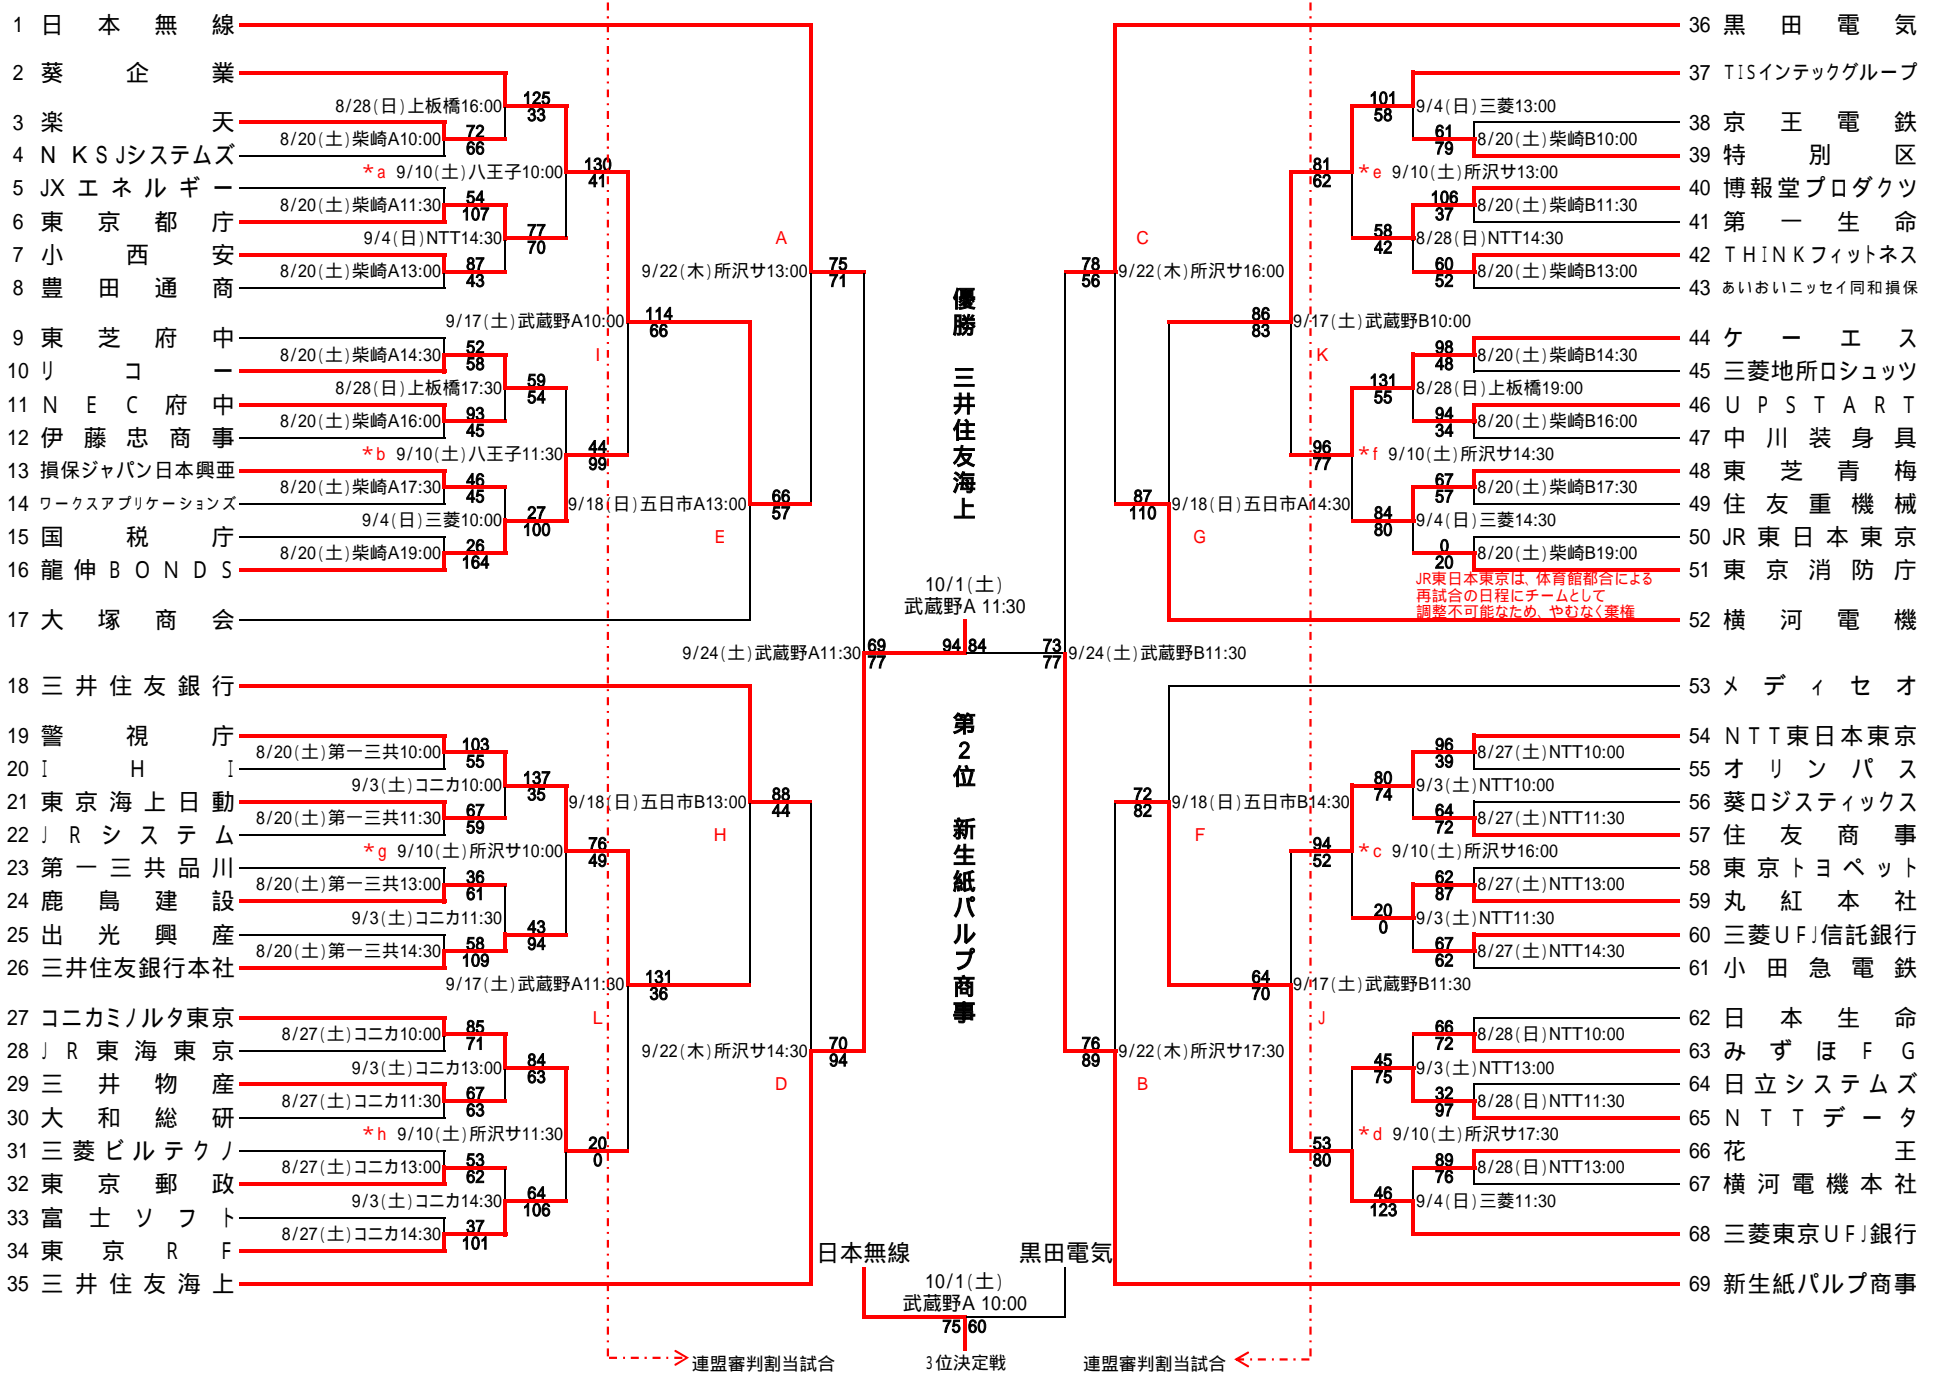 1 日本無線
2 葵企業
8/28(日)上板橋16:00 125 33
3 楽天
8/20(土)柴崎A10:00 72 66
4 NKSJシステムズ
*a 9/10(土)八王子10:00 130 41
5 JXエネルギー
8/20(土)柴崎A11:30 54 107
6 東京都庁
9/4(日)NTT14:30 77 70
7 小西安
8/20(土)柴崎A13:00 87 43
8 豊田通商
9/17(土)武蔵野A10:00 114 66
I
9 東芝府中
8/20(土)柴崎A14:30 52 58
10 リコー
8/28(日)上板橋17:30 59 54
11 NEC府中
8/20(土)柴崎A16:00 93 45
12 伊藤忠商事
*b 9/10(土)八王子11:30 44 99
13 損保ジャパン日本興亜
8/20(土)柴崎A17:30 46 45
14 ワークスアプリケーションズ
9/4(日)三菱10:00 27 100
15 国税庁
8/20(土)柴崎A19:00 26 164
16 龍伸BONDS
9/18(日)五日市A13:00 66 57
E
17 大塚商会
A
9/22(木)所沢サ13:00 75 71
9/24(土)武蔵野A11:30 69 77
18 三井住友銀行
19 警視庁
8/20(土)第一三共10:00 103 55
20 IHI
9/3(土)コニカ10:00 137 35
21 東京海上日動
8/20(土)第一三共11:30 67 59
22 JRシステム
*g 9/10(土)所沢サ10:00 76 49
23 第一三共品川
8/20(土)第一三共13:00 36 61
24 鹿島建設
9/3(土)コニカ11:30 43 94
25 出光興産
8/20(土)第一三共14:30 58 109
26 三井住友銀行本社
9/18(日)五日市B13:00 88 44
H
9/17(土)武蔵野A11:30 131 36
L
27 コニカミノルタ東京
8/27(土)コニカ10:00 85 71
28 JR東海東京
9/3(土)コニカ13:00 84 63
29 三井物産
8/27(土)コニカ11:30 67 63
30 大和総研
*h 9/10(土)所沢サ11:30 20 0
31 三菱ビルテクノ
8/27(土)コニカ13:00 53 62
32 東京郵政
9/3(土)コニカ14:30 64 106
33 富士ソフト
8/27(土)コニカ14:30 37 101
34 東京RF
35 三井住友海上
9/22(木)所沢サ14:30 70 94
D
優勝 三井住友海上
10/1(土)
武蔵野A 11:30
94 84
第2位 新生紙パルプ商事
日本無線 黒田電気
10/1(土)
武蔵野A 10:00
75 60
3位決定戦
連盟審判割当試合
連盟審判割当試合
36 黒田電気
37 TISインテックグループ
101 58 9/4(日)三菱13:00
38 京王電鉄
61 79 8/20(土)柴崎B10:00
39 特別区
81 62 *e 9/10(土)所沢サ13:00
40 博報堂プロダクツ
106 37 8/20(土)柴崎B11:30
41 第一生命
58 42 8/28(日)NTT14:30
42 THINKフィットネス
60 52 8/20(土)柴崎B13:00
43 あいおいニッセイ同和損保
86 83 9/17(土)武蔵野B10:00
K
44 ケーエス
98 48 8/20(土)柴崎B14:30
45 三菱地所ロシュッツ
131 55 8/28(日)上板橋19:00
46 UPSTART
94 34 8/20(土)柴崎B16:00
47 中川装身具
96 77 *f 9/10(土)所沢サ14:30
48 東芝青梅
67 57 8/20(土)柴崎B17:30
49 住友重機械
84 80 9/4(日)三菱14:30
50 JR東日本東京
0 20 8/20(土)柴崎B19:00
51 東京消防庁
JR東日本東京は、体育館都合による
再試合の日程にチームとして
調整不可能なため、やむなく棄権
52 横河電機
87 110 9/18(日)五日市A14:30
G
C
78 56 9/22(木)所沢サ16:00
73 77 9/24(土)武蔵野B11:30
53 メディセオ
54 NTT東日本東京
96 39 8/27(土)NTT10:00
55 オリンパス
80 74 9/3(土)NTT10:00
56 葵ロジスティックス
64 72 8/27(土)NTT11:30
57 住友商事
94 52 *c 9/10(土)所沢サ16:00
58 東京トヨペット
62 87 8/27(土)NTT13:00
59 丸紅本社
20 0 9/3(土)NTT11:30
60 三菱UFJ信託銀行
67 62 8/27(土)NTT14:30
61 小田急電鉄
72 82 9/18(日)五日市B14:30
F
64 70 9/17(土)武蔵野B11:30
J
62 日本生命
66 72 8/28(日)NTT10:00
63 みずほFG
45 75 9/3(土)NTT13:00
64 日立システムズ
32 97 8/28(日)NTT11:30
65 NTTデータ
53 80 *d 9/10(土)所沢サ17:30
66 花王
89 76 8/28(日)NTT13:00
67 横河電機本社
46 123 9/4(日)三菱11:30
68 三菱東京UFJ銀行
69 新生紙パルプ商事
76 89 9/22(木)所沢サ17:30
B